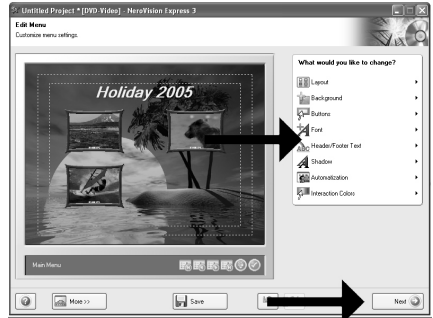 Untitled Project * [DVD-Video] - NeroVision Express 3
Edit Menu
Customize menu settings.
What would you like to change?
Holiday 2005
Layout
Background
Buttons
Font
ABC Header/Footer Text
Shadow
Automatization
Interaction Colors
Main Menu
More >>
Save
Next